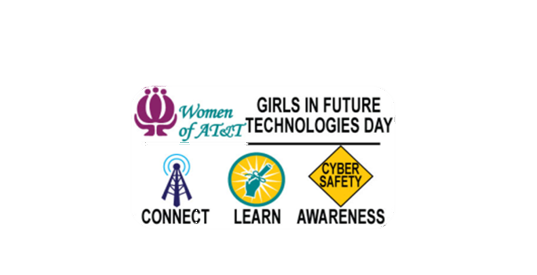 Women
of AT&T
GIRLS IN FUTURE
TECHNOLOGIES DAY
CYBER
SAFETY
CONNECT
LEARN
AWARENESS